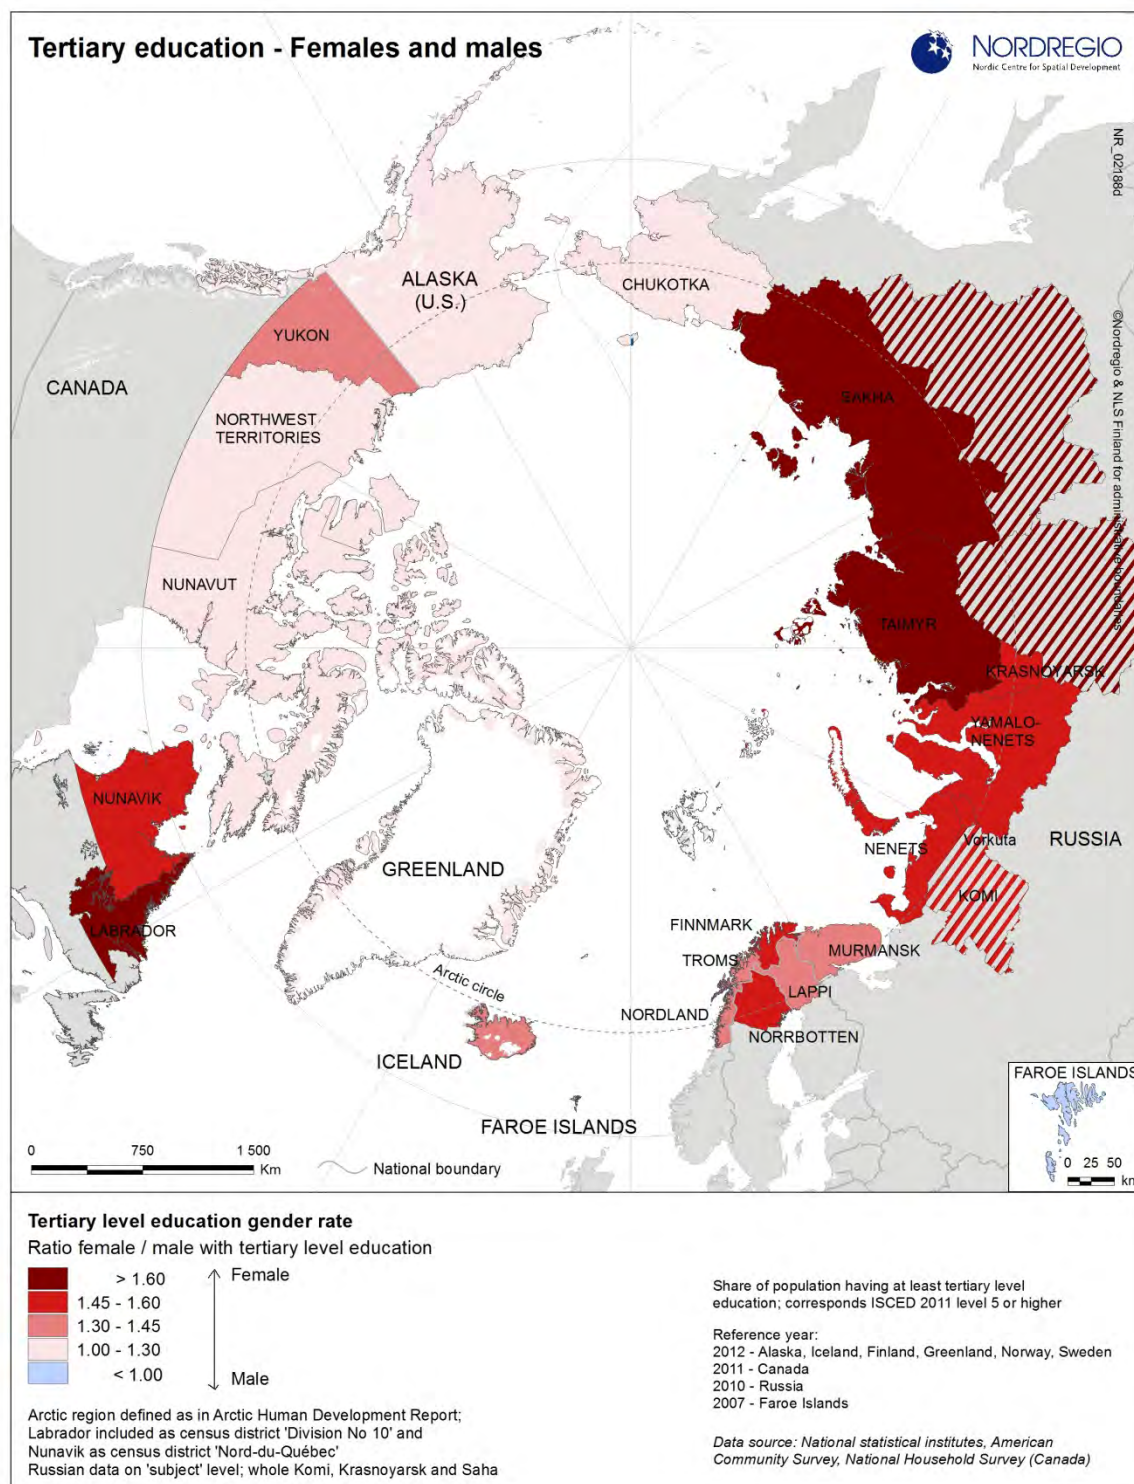 Tertiary education - Females and males
NORDREGIO
Nordic Centre for Spatial Development
NR_02188d
©Nordregio & NLS Finland for administrative boundaries
ALASKA
(U.S.)
CHUKOTKA
YUKON
CANADA
SAKHA
NORTHWEST
TERRITORIES
NUNAVUT
TAIMYR
KRASNOYARSK
YAMALO-
NENETS
NUNAVIK
Vorkuta
RUSSIA
NENETS
GREENLAND
KOMI
LABRADOR
FINNMARK
MURMANSK
TROMS
LAPPI
Arctic circle
NORDLAND
NORRBOTTEN
ICELAND
FAROE ISLANDS
FAROE ISLANDS
0 25 50
km
0 750 1 500
Km
National boundary
Tertiary level education gender rate
Ratio female / male with tertiary level education
> 1.60
1.45 - 1.60
1.30 - 1.45
1.00 - 1.30
< 1.00
Female
Male
Arctic region defined as in Arctic Human Development Report;
Labrador included as census district 'Division No 10' and
Nunavik as census district 'Nord-du-Québec'
Russian data on 'subject' level; whole Komi, Krasnoyarsk and Saha
Share of population having at least tertiary level
education; corresponds ISCED 2011 level 5 or higher
Reference year:
2012 - Alaska, Iceland, Finland, Greenland, Norway, Sweden
2011 - Canada
2010 - Russia
2007 - Faroe Islands
Data source: National statistical institutes, American
Community Survey, National Household Survey (Canada)